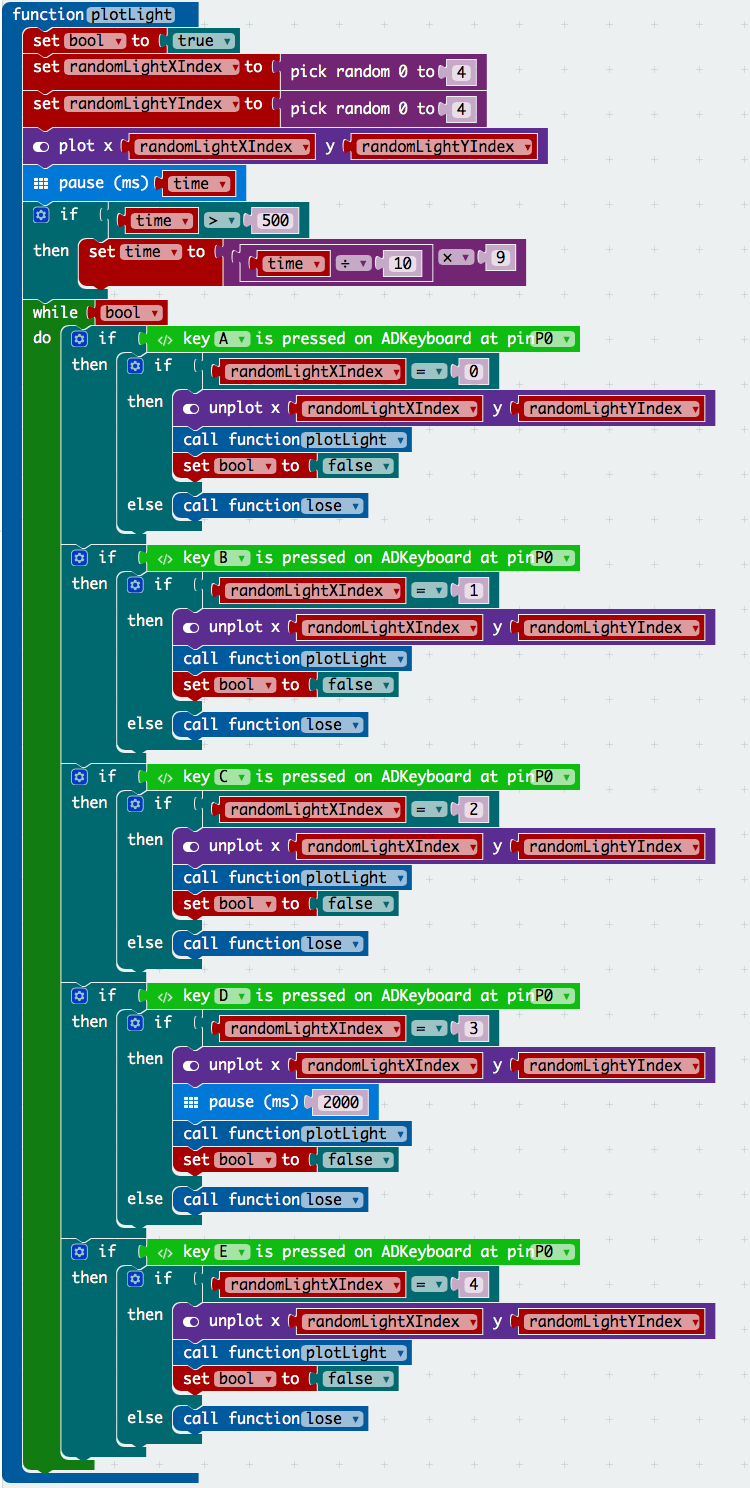 function plotLight
set bool to true
set randomLightXIndex to pick random 0 to 4
set randomLightYIndex to pick random 0 to 4
plot x randomLightXIndex y randomLightYIndex
pause (ms) time
if time > 500
then set time to time ÷ 10 × 9
while bool
do if key A is pressed on ADKeyboard at pin P0
then if randomLightXIndex = 0
then unplot x randomLightXIndex y randomLightYIndex
call function plotLight
set bool to false
else call function lose
if key B is pressed on ADKeyboard at pin P0
then if randomLightXIndex = 1
then unplot x randomLightXIndex y randomLightYIndex
call function plotLight
set bool to false
else call function lose
if key C is pressed on ADKeyboard at pin P0
then if randomLightXIndex = 2
then unplot x randomLightXIndex y randomLightYIndex
call function plotLight
set bool to false
else call function lose
if key D is pressed on ADKeyboard at pin P0
then if randomLightXIndex = 3
then unplot x randomLightXIndex y randomLightYIndex
pause (ms) 2000
call function plotLight
set bool to false
else call function lose
if key E is pressed on ADKeyboard at pin P0
then if randomLightXIndex = 4
then unplot x randomLightXIndex y randomLightYIndex
call function plotLight
set bool to false
else call function lose